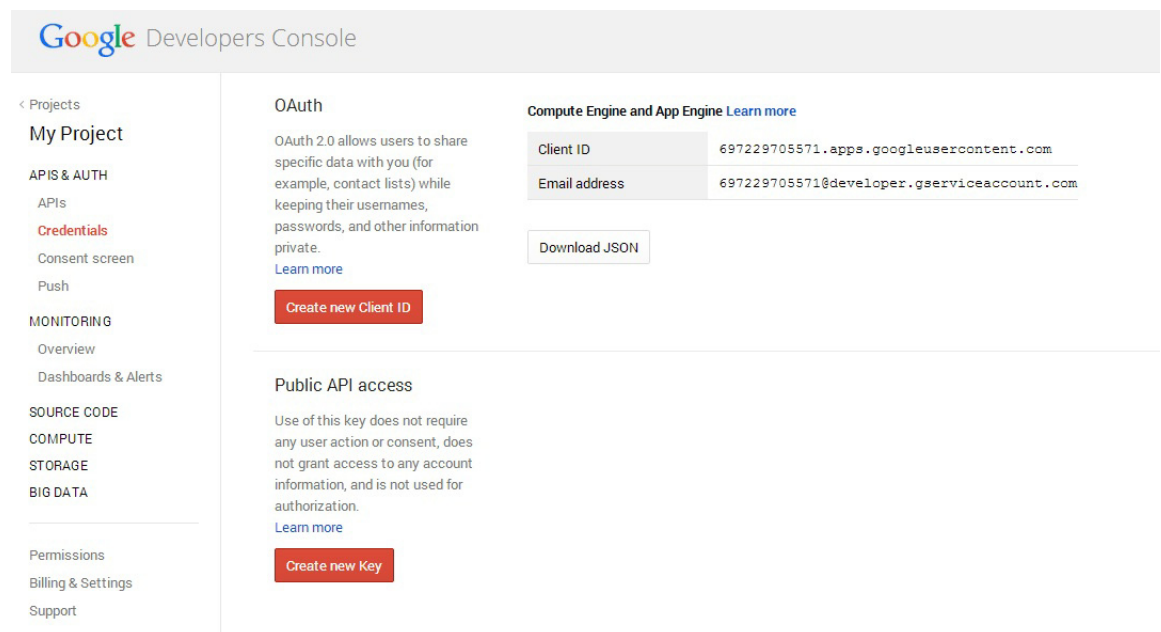 Google Developers Console
< Projects
My Project
APIS & AUTH
APIs
Credentials
Consent screen
Push
MONITORING
Overview
Dashboards & Alerts
SOURCE CODE
COMPUTE
STORAGE
BIG DATA
Permissions
Billing & Settings
Support
OAuth
OAuth 2.0 allows users to share
specific data with you (for
example, contact lists) while
keeping their usernames,
passwords, and other information
private.
Learn more
Create new Client ID
Compute Engine and App Engine Learn more
Client ID 697229705571.apps.googleusercontent.com
Email address 697229705571@developer.gserviceaccount.com
Download JSON
Public API access
Use of this key does not require
any user action or consent, does
not grant access to any account
information, and is not used for
authorization.
Learn more
Create new Key